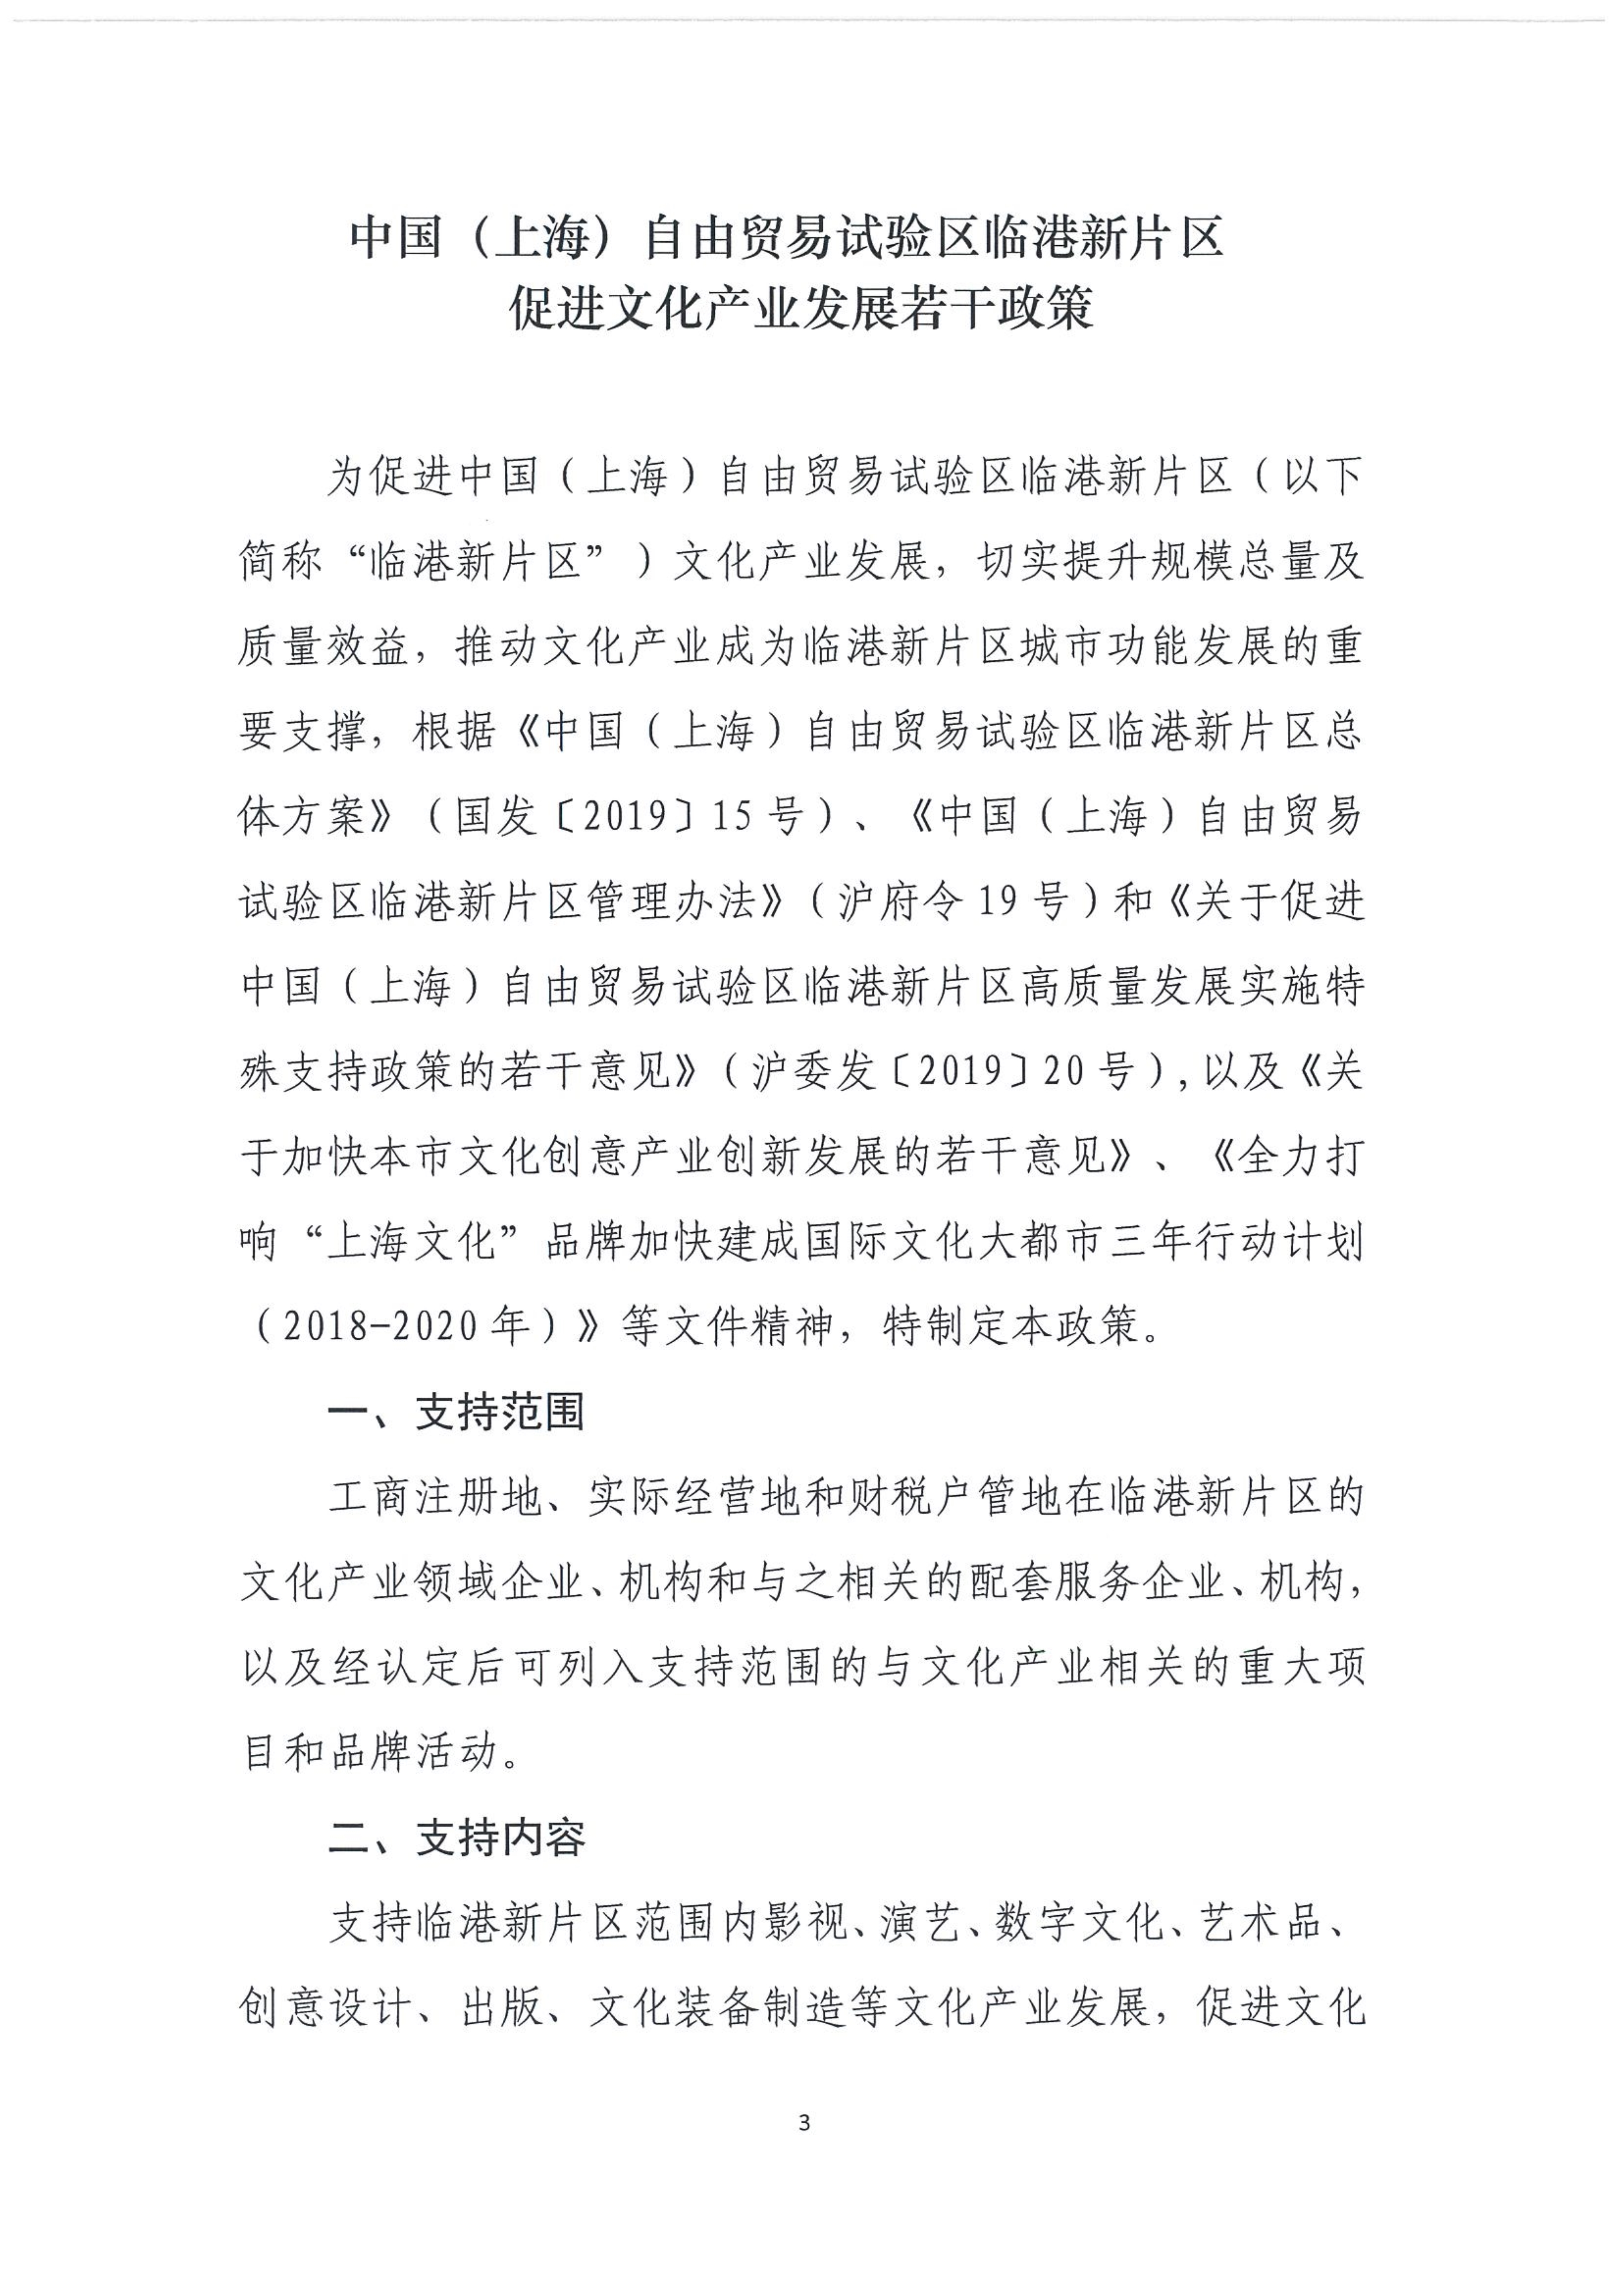 中国（上海）自由贸易试验区临港新片区
促进文化产业发展若干政策
为促进中国（上海）自由贸易试验区临港新片区（以下
简称“临港新片区”）文化产业发展，切实提升规模总量及
质量效益，推动文化产业成为临港新片区城市功能发展的重
要支撑，根据《中国（上海）自由贸易试验区临港新片区总
体方案》（国发〔2019〕15号）、《中国（上海）自由贸易
试验区临港新片区管理办法》（沪府令19号）和《关于促进
中国（上海）自由贸易试验区临港新片区高质量发展实施特
殊支持政策的若干意见》（沪委发〔2019〕20号），以及《关
于加快本市文化创意产业创新发展的若干意见》、《全力打
响“上海文化”品牌加快建成国际文化大都市三年行动计划
（2018-2020年）》等文件精神，特制定本政策。
一、支持范围
工商注册地、实际经营地和财税户管地在临港新片区的
文化产业领域企业、机构和与之相关的配套服务企业、机构，
以及经认定后可列入支持范围的与文化产业相关的重大项
目和品牌活动。
二、支持内容
支持临港新片区范围内影视、演艺、数字文化、艺术品、
创意设计、出版、文化装备制造等文化产业发展，促进文化
3